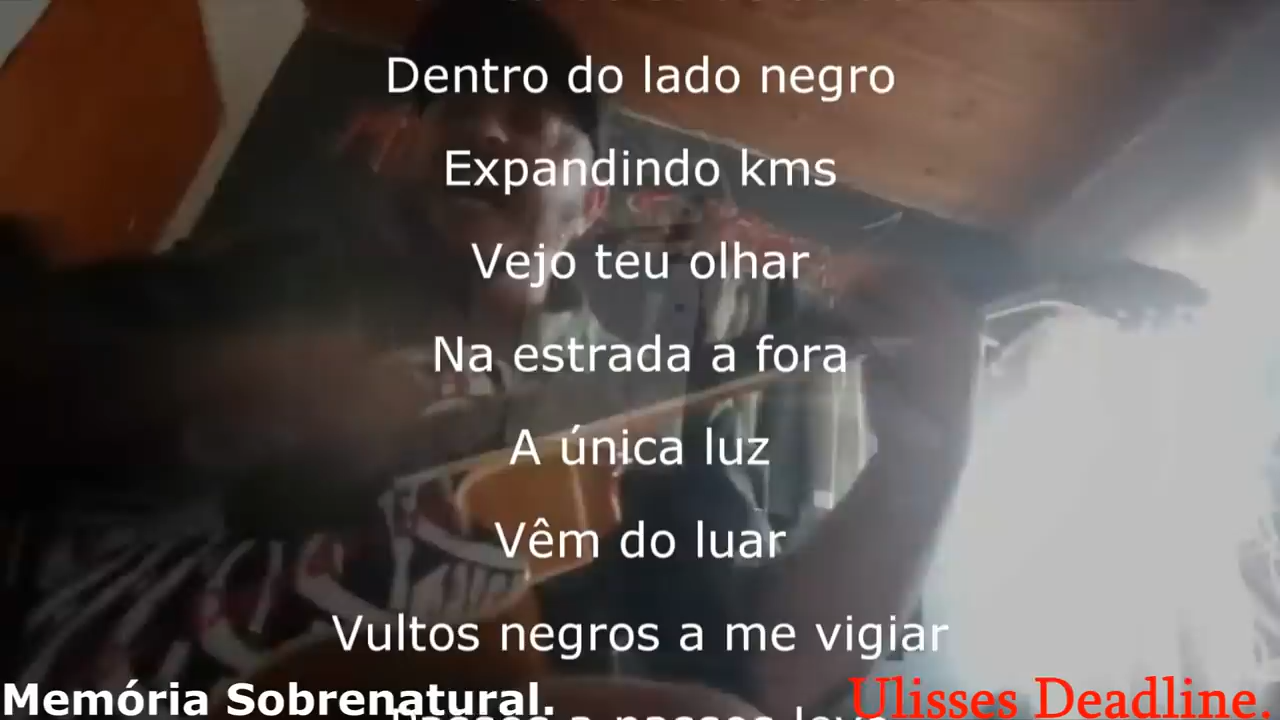 Dentro do lado negro
Expandindo kms
Vejo teu olhar
Na estrada a fora
A única luz
Vêm do luar
Vultos negros a me vigiar
Memória Sobrenatural.
Ulisses Deadline.